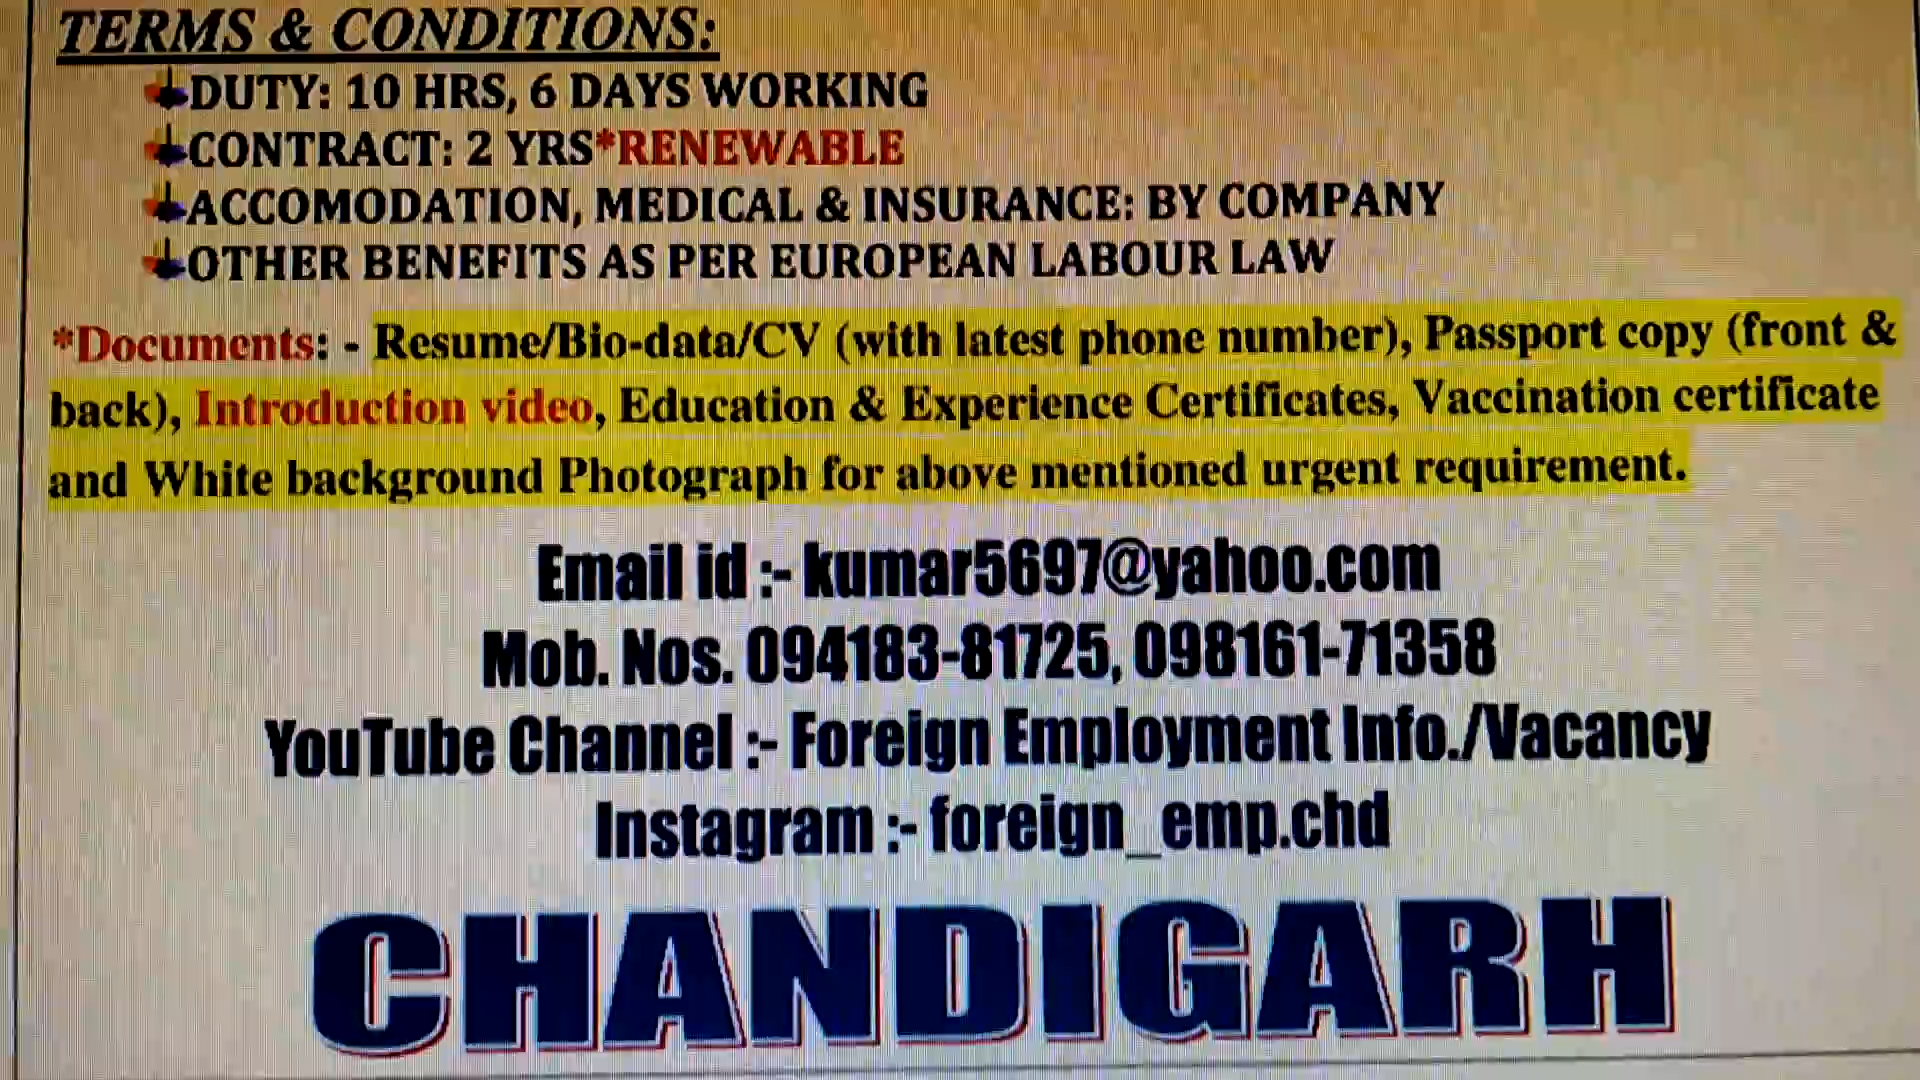 TERMS & CONDITIONS:
DUTY: 10 HRS, 6 DAYS WORKING
CONTRACT: 2 YRS*RENEWABLE
ACCOMODATION, MEDICAL & INSURANCE: BY COMPANY
OTHER BENEFITS AS PER EUROPEAN LABOUR LAW
*Documents: - Resume/Bio-data/CV (with latest phone number), Passport copy (front &
back), Introduction video, Education & Experience Certificates, Vaccination certificate
and White background Photograph for above mentioned urgent requirement.
Email id :- kumar5697@yahoo.com
Mob. Nos. 094183-81725, 098161-71358
YouTube Channel :- Foreign Employment Info./Vacancy
Instagram :- foreign_emp.chd
CHANDIGARH